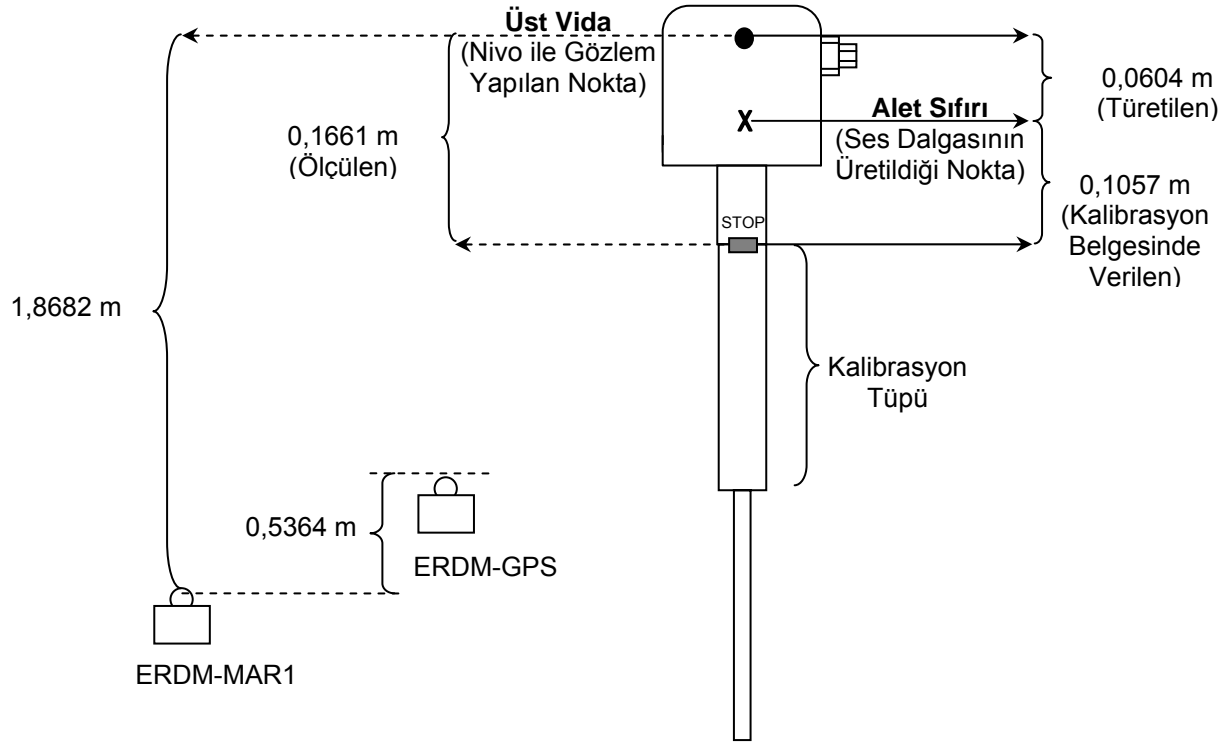 Üst Vida
(Nivo ile Gözlem
Yapılan Nokta)
0,0604 m
(Türetilen)
0,1661 m
(Ölçülen)
Alet Sıfırı
(Ses Dalgasının
Üretildiği Nokta)
0,1057 m
(Kalibrasyon
Belgesinde
Verilen)
STOP
1,8682 m
Kalibrasyon
Tüpü
0,5364 m
ERDM-GPS
ERDM-MAR1
X